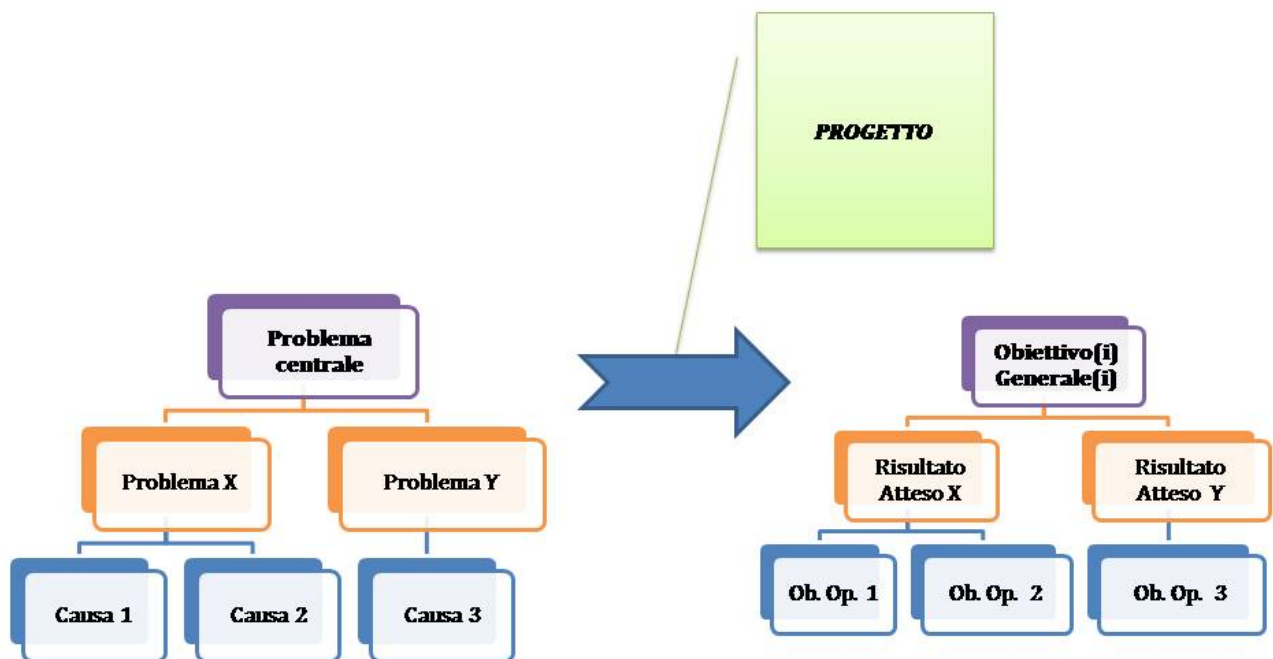 PROGETTO
Problema
centrale
Problema X
Problema Y
Causa 1
Causa 2
Causa 3
Obiettivo(i)
Generale(i)
Risultato
Atteso X
Risultato
Atteso Y
Ob. Op. 1
Ob. Op. 2
Ob. Op. 3